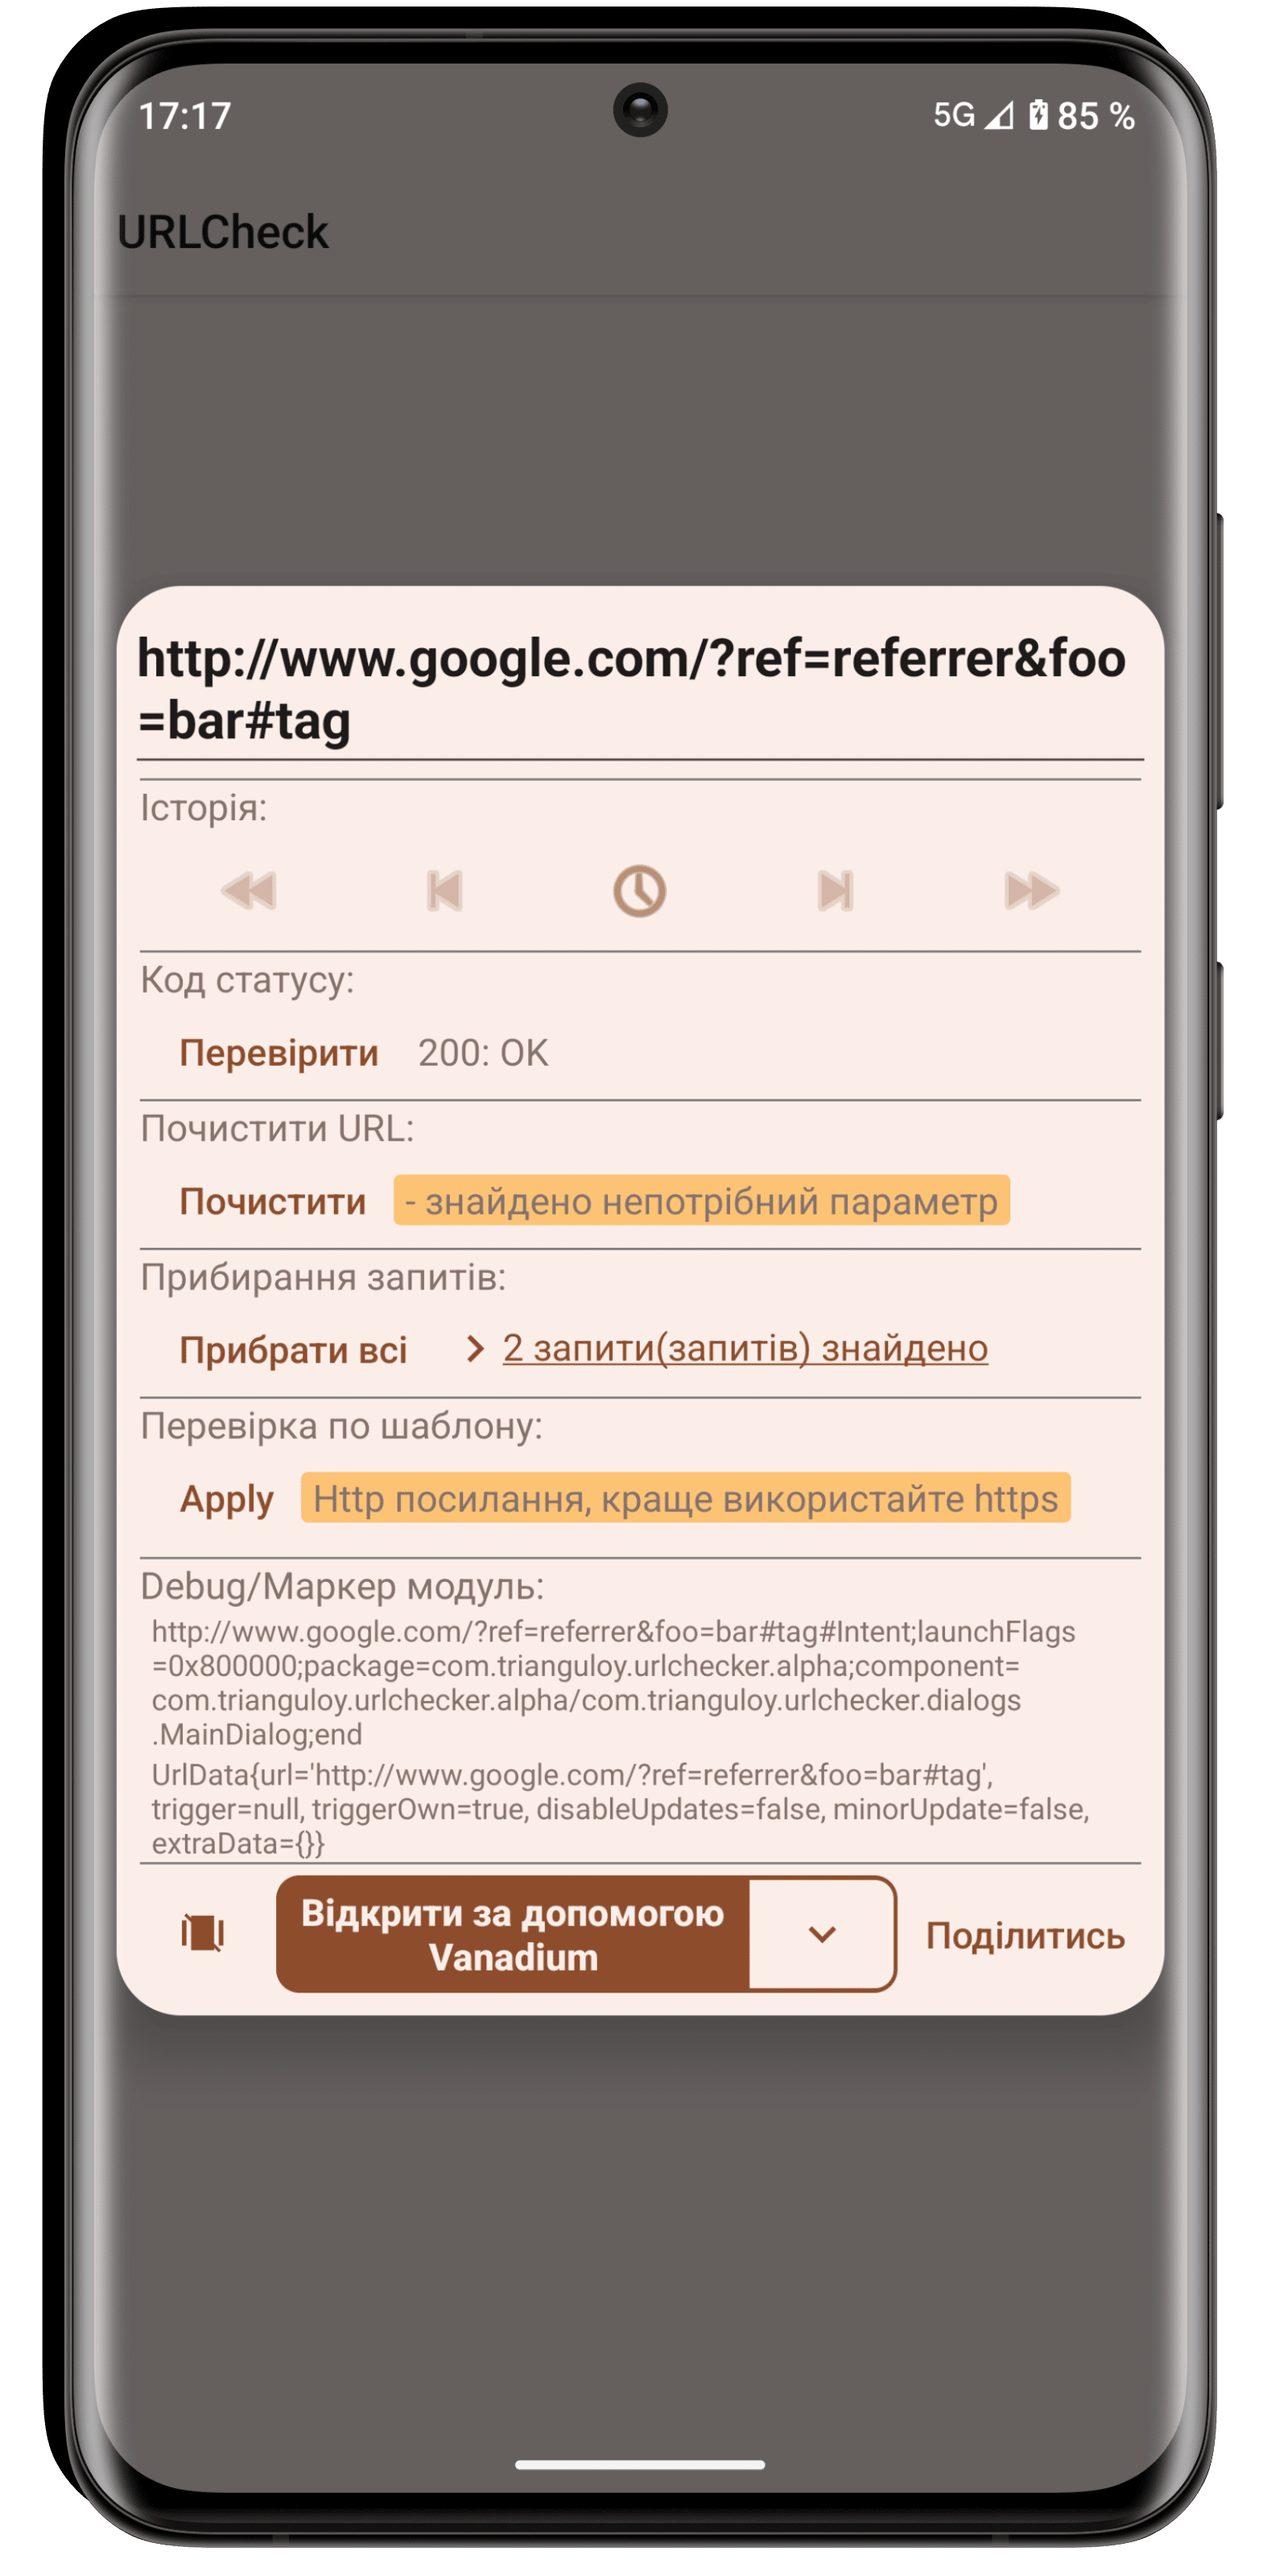 17:17
5G 85 %
URLCheck
http://www.google.com/?ref=referrer&foo
=bar#tag
Історія:
Код статусу:
Перевірити 200: OK
Почистити URL:
Почистити - знайдено непотрібний параметр
Прибирання запитів:
Прибрати всі 2 запити(запитів) знайдено
Перевірка по шаблону:
Apply Http посилання, краще використайте https
Debug/Маркер модуль:
http://www.google.com/?ref=referrer&foo=bar#tag#Intent;launchFlags
=0x800000;package=com.trianguloy.urlchecker.alpha;component=
com.trianguloy.urlchecker.alpha/com.trianguloy.urlchecker.dialogs
.MainDialog;end
UrlData{url='http://www.google.com/?ref=referrer&foo=bar#tag',
trigger=null, triggerOwn=true, disableUpdates=false, minorUpdate=false,
extraData={}}
Відкрити за допомогою
Vanadium
Поділитись